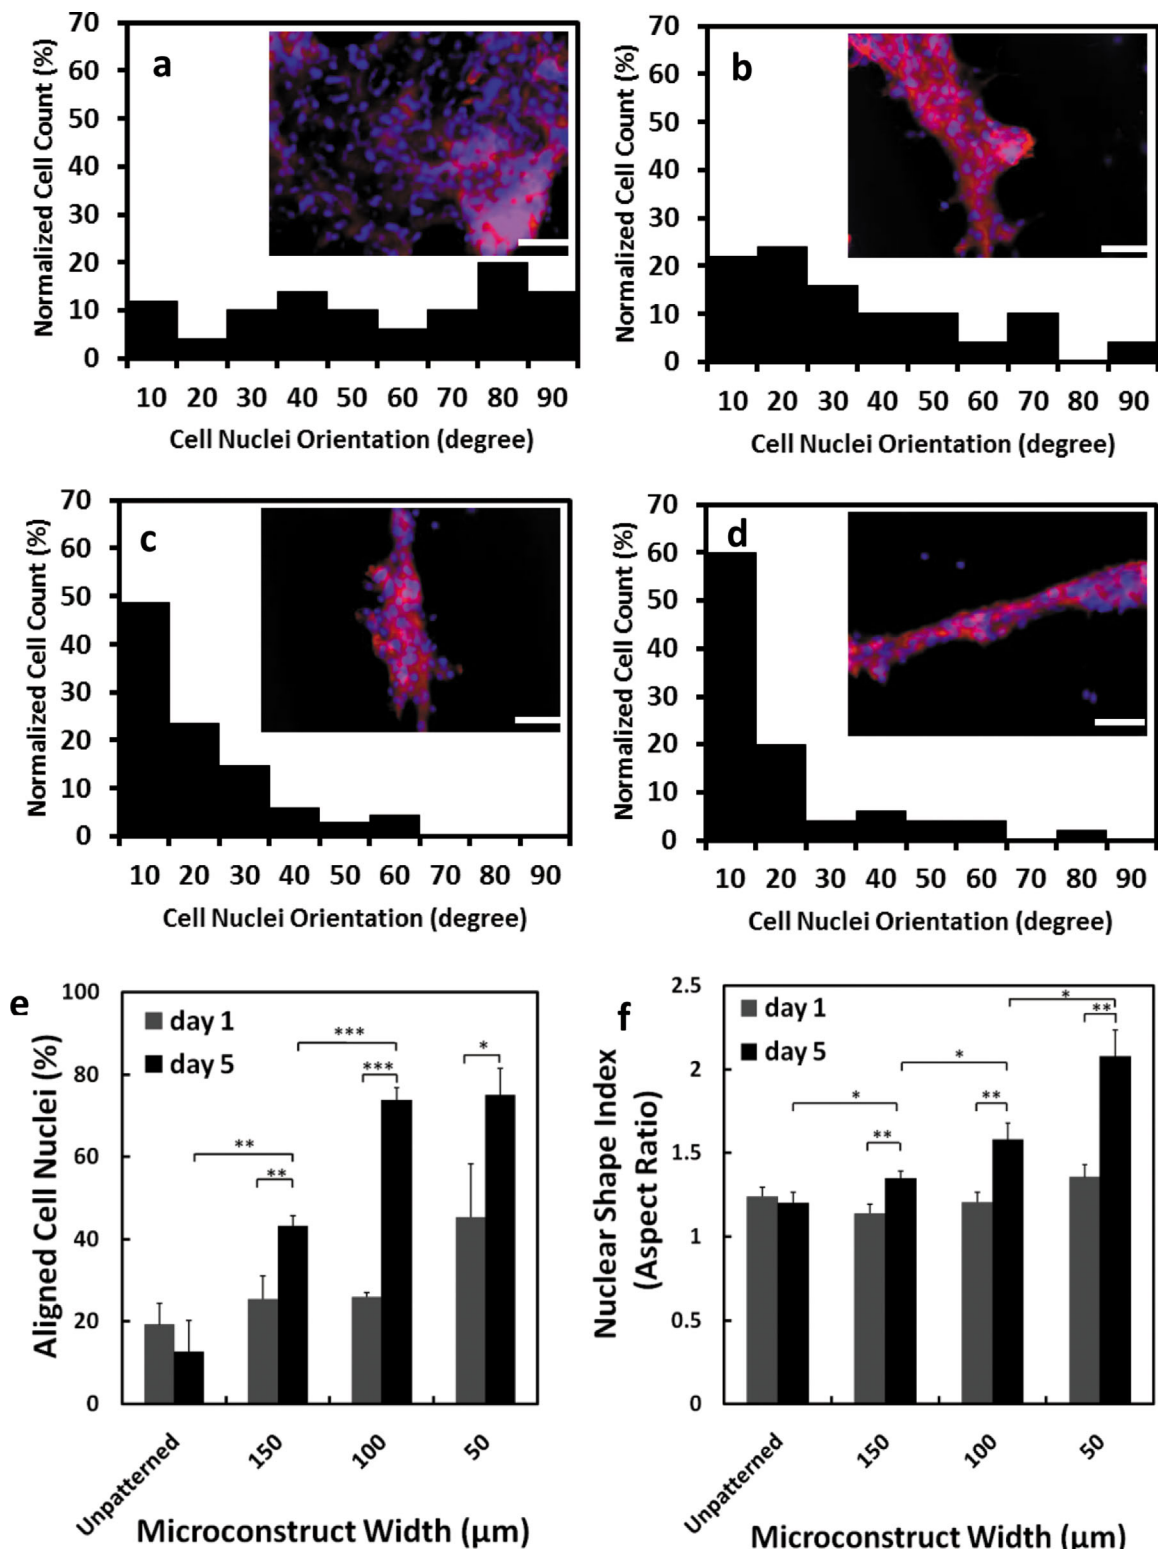 a
Normalized Cell Count (%)
70
60
50
40
30
20
10
0
10 20 30 40 50 60 70 80 90
Cell Nuclei Orientation (degree)
b
Normalized Cell Count (%)
70
60
50
40
30
20
10
0
10 20 30 40 50 60 70 80 90
Cell Nuclei Orientation (degree)
c
Normalized Cell Count (%)
70
60
50
40
30
20
10
0
10 20 30 40 50 60 70 80 90
Cell Nuclei Orientation (degree)
d
Normalized Cell Count (%)
70
60
50
40
30
20
10
0
10 20 30 40 50 60 70 80 90
Cell Nuclei Orientation (degree)
e
Aligned Cell Nuclei (%)
100
80
60
40
20
0
day 1
day 5
**
**
***
***
*
Unpatterned 150 100 50
Microconstruct Width (µm)
f
Nuclear Shape Index
(Aspect Ratio)
2.5
2
1.5
1
0.5
0
day 1
day 5
*
**
*
**
*
**
Unpatterned 150 100 50
Microconstruct Width (µm)